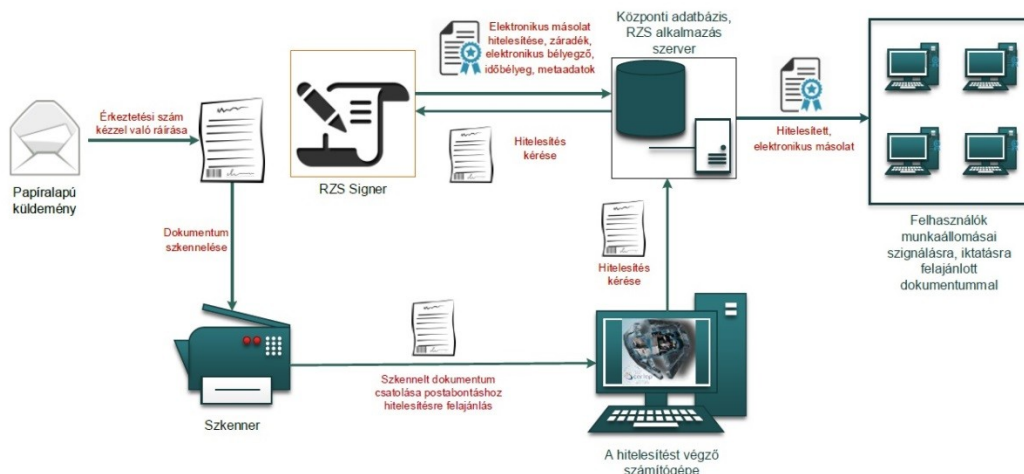 Elektronikus másolat
hitelesítése, záradék,
elektronikus bélyegző,
időbélyeg, metaadatok
Központi adatbázis,
RZS alkalmazás
szerver
Érkeztetési szám
kézzel való ráírása
Papíralapú
küldemény
RZS Signer
Hitelesítés
kérése
Hitelesített,
elektronikus másolat
Felhasználók
munkaállomásai
szignálásra, iktatásra
felajánlott
dokumentummal
Dokumentum
szkennelése
Hitelesítés
kérése
Szkennelt dokumentum
csatolása postabontáshoz
hitelesítésre felajánlás
Szkenner
A hitelesítést végző
számítógépe